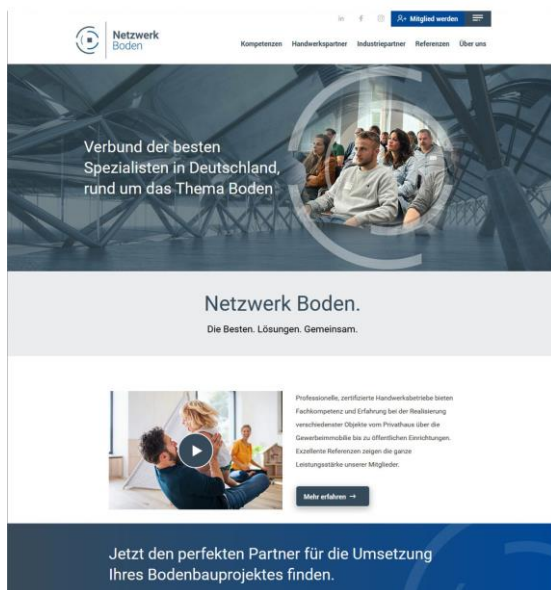 Netzwerk
Boden
Mitglied werden
Kompetenzen Handwerkspartner Industriepartner Referenzen Über uns
Verbund der besten
Spezialisten in Deutschland,
rund um das Thema Boden
Netzwerk Boden.
Die Besten. Lösungen. Gemeinsam.
Professionelle, zertifizierte Handwerksbetriebe bieten
Fachkompetenz und Erfahrung bei der Realisierung
verschiedenster Objekte vom Privathaus über die
Gewerbeimmobilie bis zu öffentlichen Einrichtungen.
Exzellente Referenzen zeigen die ganze
Leistungsstärke unserer Mitglieder.
Mehr erfahren →
Jetzt den perfekten Partner für die Umsetzung
Ihres Bodenbauprojektes finden.